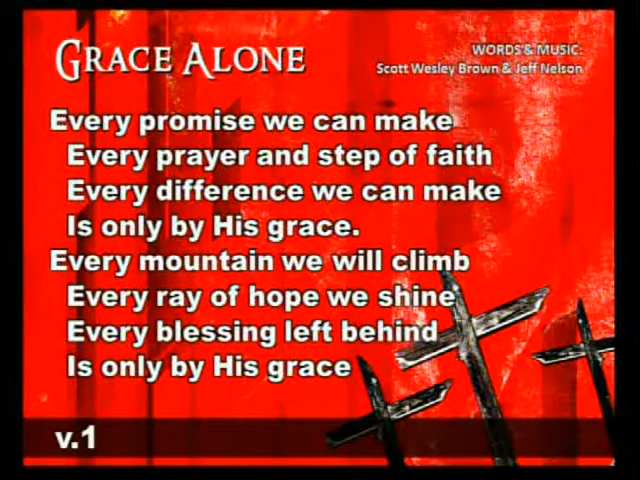 GRACE ALONE
WORDS & MUSIC:
Scott Wesley Brown & Jeff Nelson
Every promise we can make
Every prayer and step of faith
Every difference we can make
Is only by His grace.
Every mountain we will climb
Every ray of hope we shine
Every blessing left behind
Is only by His grace
v.1